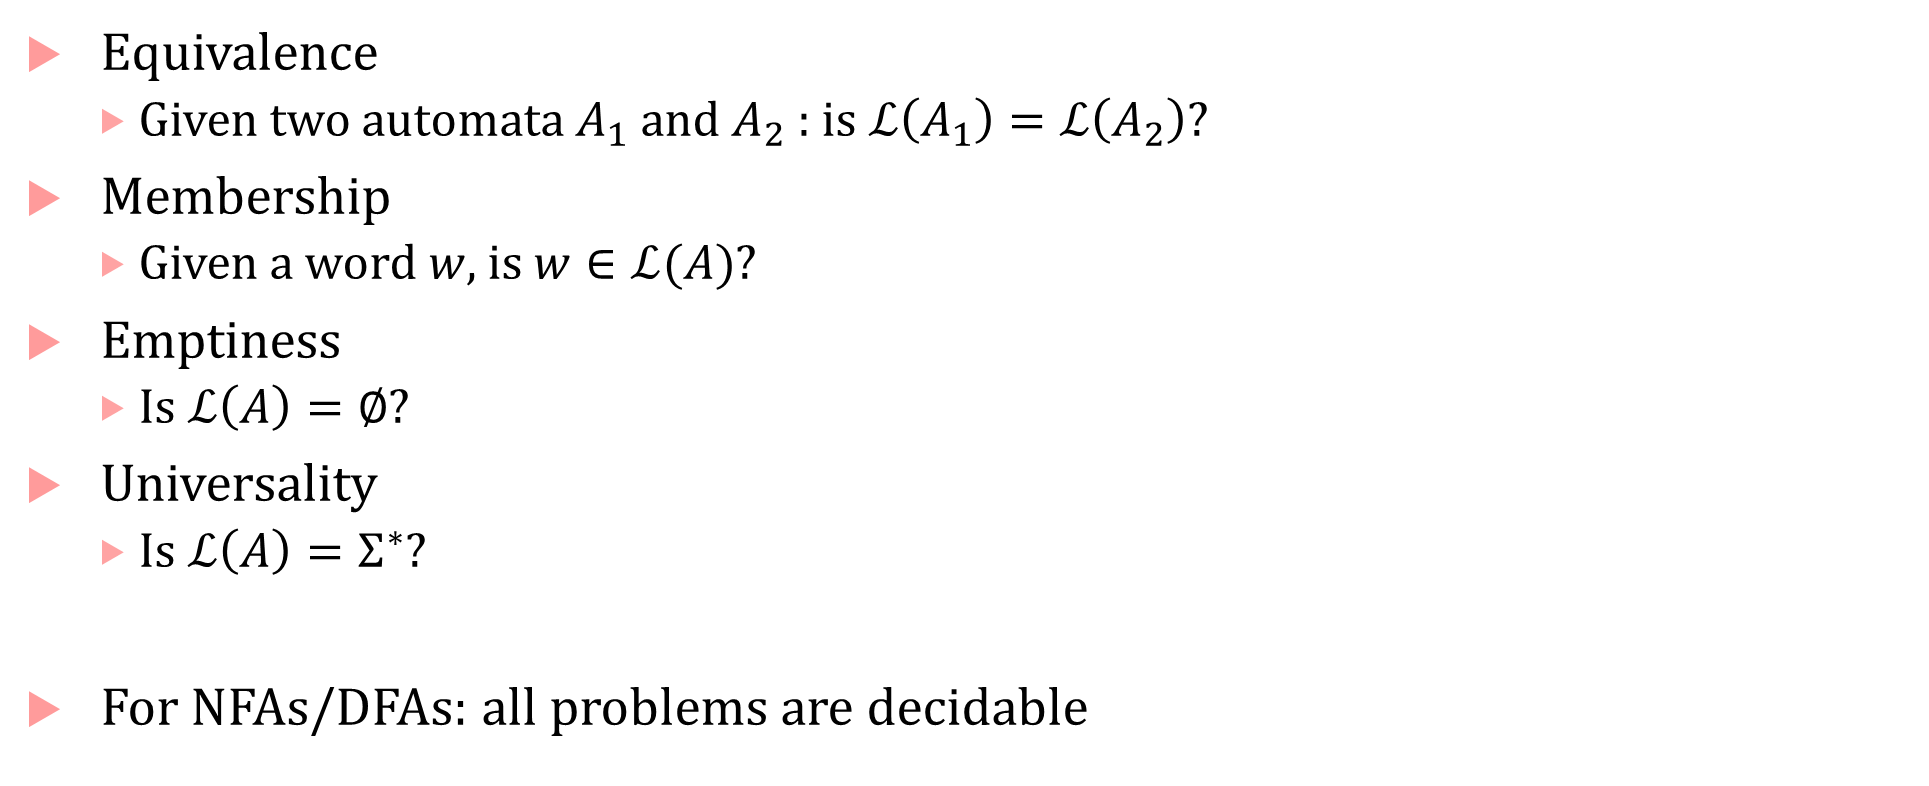 Equivalence
Given two automata A₁ and A₂ : is ℒ(A₁) = ℒ(A₂)?
Membership
Given a word w, is w ∈ ℒ(A)?
Emptiness
Is ℒ(A) = ∅?
Universality
Is ℒ(A) = Σ*?
For NFAs/DFAs: all problems are decidable